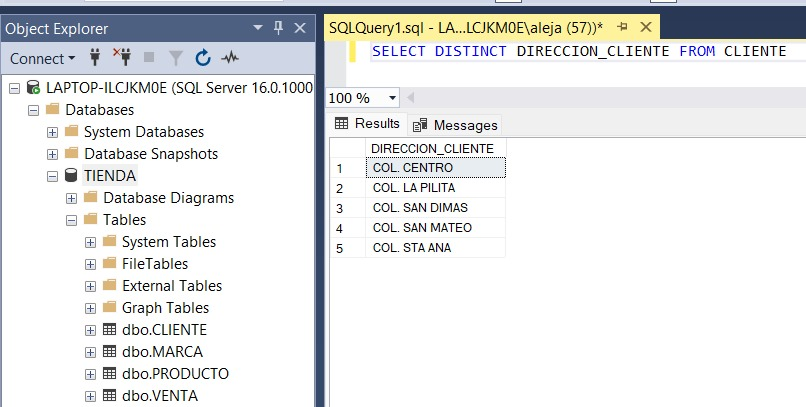 Object Explorer
Connect
LAPTOP-ILCJKM0E (SQL Server 16.0.1000
Databases
System Databases
Database Snapshots
TIENDA
Database Diagrams
Tables
System Tables
FileTables
External Tables
Graph Tables
dbo.CLIENTE
dbo.MARCA
dbo.PRODUCTO
dbo.VENTA
SQLQuery1.sql - LA...LCJKM0E\aleja (57))*
SELECT DISTINCT DIRECCION_CLIENTE FROM CLIENTE
100 %
Results Messages
DIRECCION_CLIENTE
1 COL. CENTRO
2 COL. LA PILITA
3 COL. SAN DIMAS
4 COL. SAN MATEO
5 COL. STA ANA